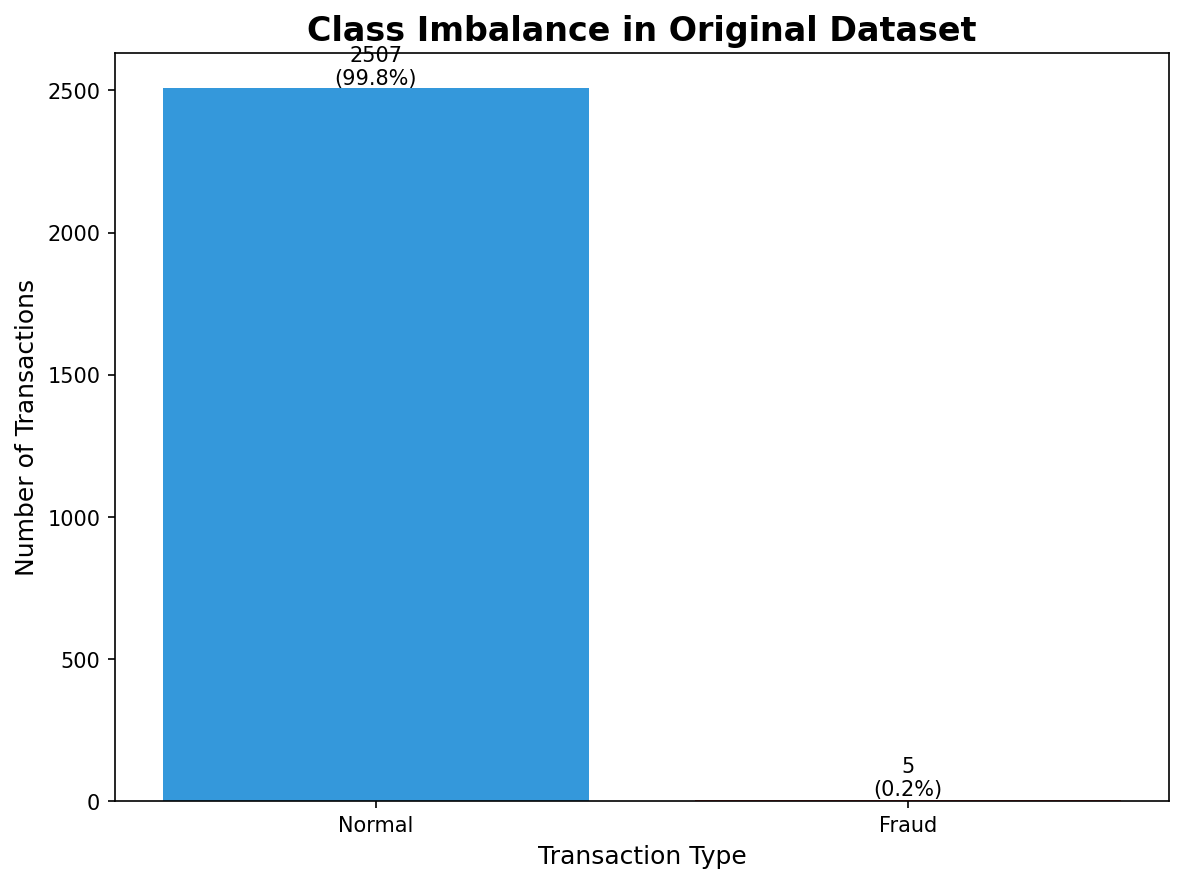 Class Imbalance in Original Dataset
2507
(99.8%)
2500
2000
1500
1000
500
0
Number of Transactions
5
(0.2%)
Normal
Fraud
Transaction Type